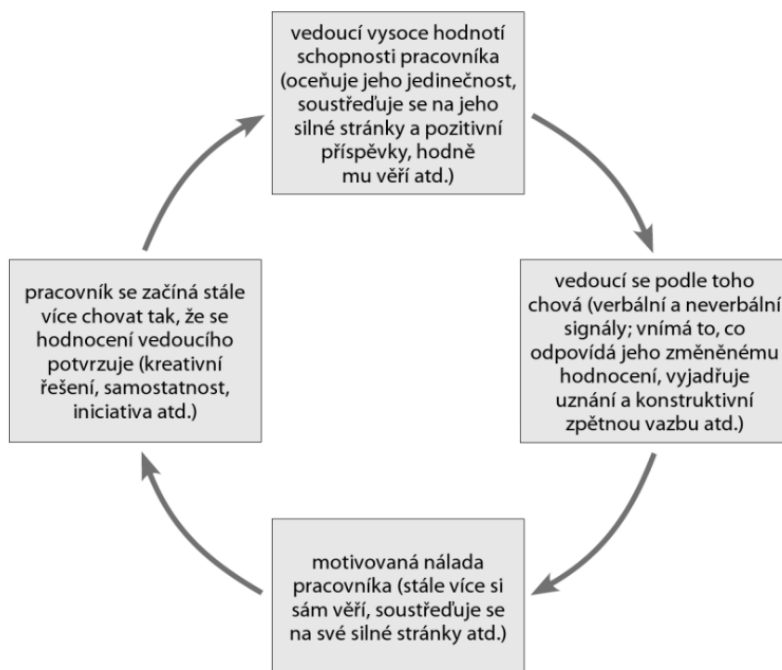 vedoucí vysoce hodnotí
schopnosti pracovníka
(oceňuje jeho jedinečnost,
soustřeďuje se na jeho
silné stránky a pozitivní
příspěvky, hodně
mu věří atd.)
vedoucí se podle toho
chová (verbální a neverbální
signály; vnímá to, co
odpovídá jeho změněnému
hodnocení, vyjadřuje
uznání a konstruktivní
zpětnou vazbu atd.)
motivovaná nálada
pracovníka (stále více si
sám věří, soustřeďuje se
na své silné stránky atd.)
pracovník se začíná stále
více chovat tak, že se
hodnocení vedoucího
potvrzuje (kreativní
řešení, samostatnost,
iniciativa atd.)